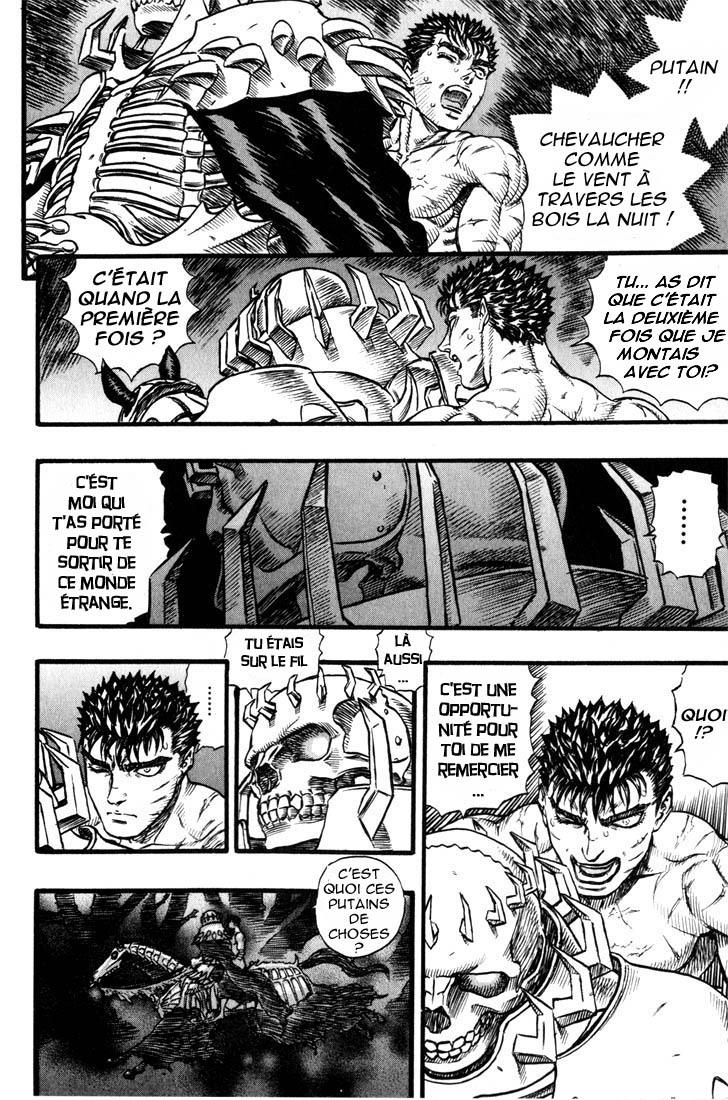 PUTAIN
!!
CHEVAUCHER
COMME
LE VENT À
TRAVERS LES
BOIS LA NUIT !
TU... AS DIT
QUE C'ÉTAIT
LA DEUXIÈME
FOIS QUE JE
MONTAIS
AVEC TOI?
C'ÉTAIT
QUAND LA
PREMIÈRE
FOIS ?
......
C'ÉST
MOI QUI
T'AS PORTÉ
POUR TE
SORTIR DE
CE MONDE
ÉTRANGE.
QUOI
!?
C'EST UNE
OPPORTU-
NITÉ POUR
TOI DE ME
REMERCIER
...
LÀ
AUSSI
...
TU ÉTAIS
SUR LE FIL
......
C'EST
QUOI CES
PUTAINS
DE
CHOSES
?